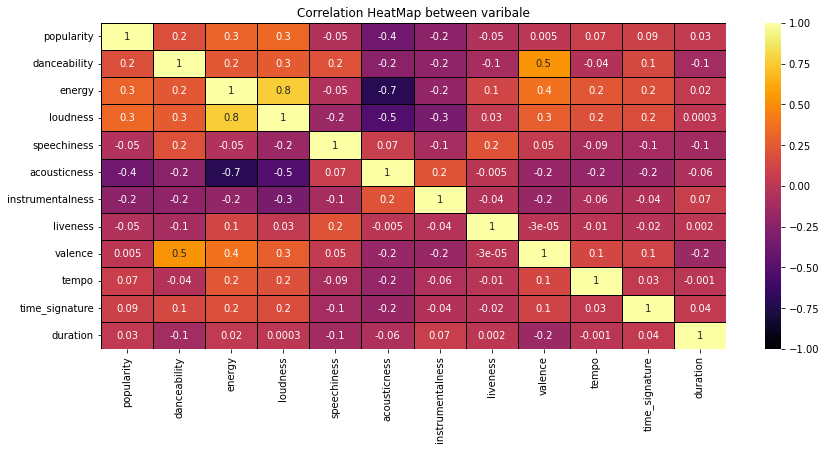 Correlation HeatMap between varibale
popularity 1 0.2 0.3 0.3 -0.05 -0.4 -0.2 -0.05 0.005 0.07 0.09 0.03
danceability 0.2 1 0.2 0.3 0.2 -0.2 -0.2 -0.1 0.5 -0.04 0.1 -0.1
energy 0.3 0.2 1 0.8 -0.05 -0.7 -0.2 0.1 0.4 0.2 0.2 0.02
loudness 0.3 0.3 0.8 1 -0.2 -0.5 -0.3 0.03 0.3 0.2 0.2 0.0003
speechiness -0.05 0.2 -0.05 -0.2 1 0.07 -0.1 0.2 0.05 -0.09 -0.1 -0.1
acousticness -0.4 -0.2 -0.7 -0.5 0.07 1 0.2 -0.005 -0.2 -0.2 -0.2 -0.06
instrumentalness -0.2 -0.2 -0.2 -0.3 -0.1 0.2 1 -0.04 -0.2 -0.06 -0.04 0.07
liveness -0.05 -0.1 0.1 0.03 0.2 -0.005 -0.04 1 -3e-05 -0.01 -0.02 0.002
valence 0.005 0.5 0.4 0.3 0.05 -0.2 -0.2 -3e-05 1 0.1 0.1 -0.2
tempo 0.07 -0.04 0.2 0.2 -0.09 -0.2 -0.06 -0.01 0.1 1 0.03 -0.001
time_signature 0.09 0.1 0.2 0.2 -0.1 -0.2 -0.04 -0.02 0.1 0.03 1 0.04
duration 0.03 -0.1 0.02 0.0003 -0.1 -0.06 0.07 0.002 -0.2 -0.001 0.04 1
popularity
danceability
energy
loudness
speechiness
acousticness
instrumentalness
liveness
valence
tempo
time_signature
duration
1.00
0.75
0.50
0.25
0.00
−0.25
−0.50
−0.75
−1.00